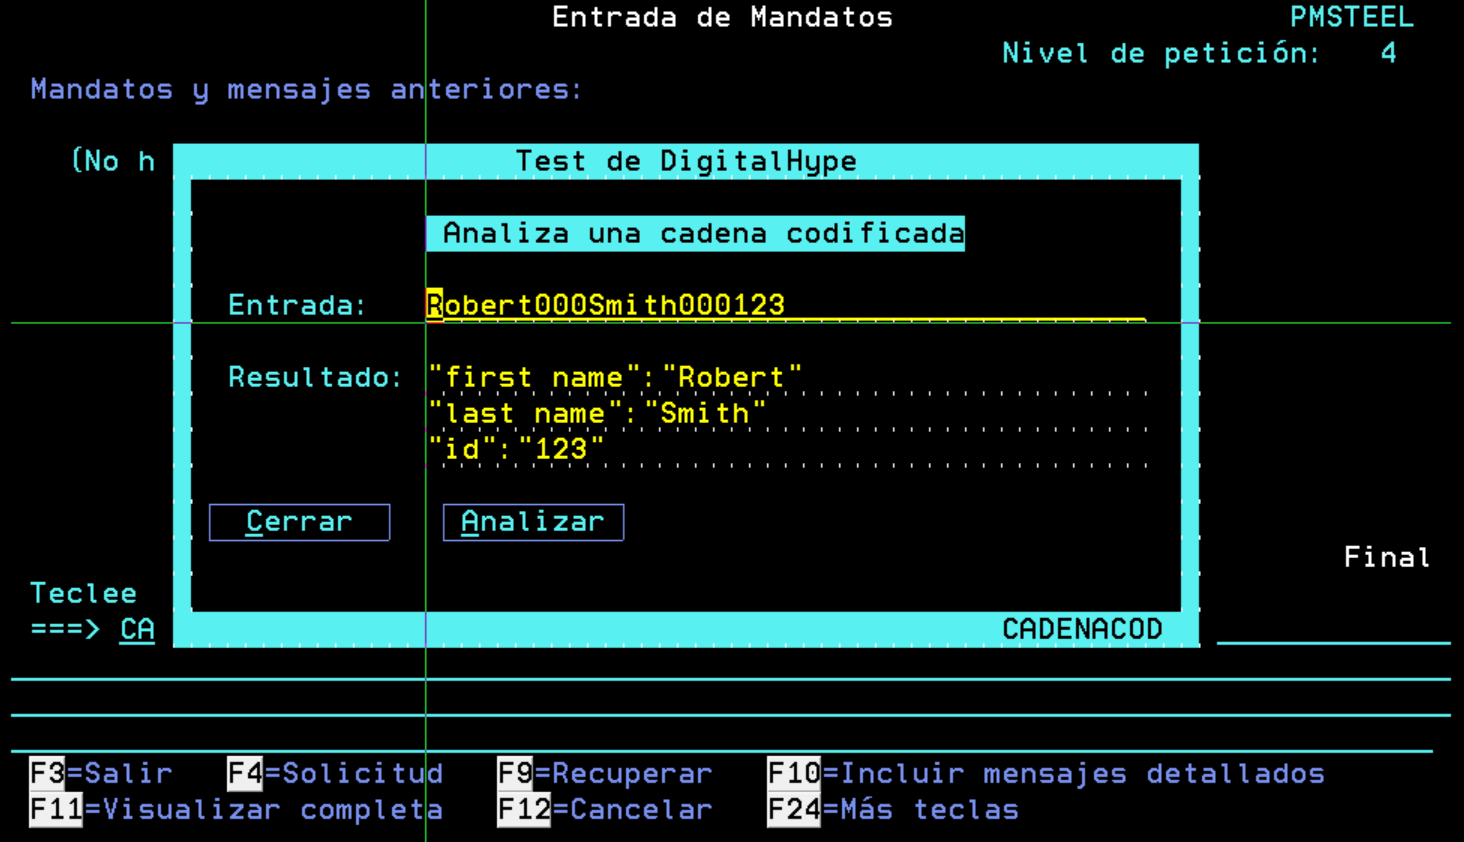 Entrada de Mandatos PMSTEEL
Nivel de petición: 4
Mandatos y mensajes anteriores:
(No h
Test de DigitalHype
Analiza una cadena codificada
Entrada: Robert000Smith000123
Resultado: "first name":"Robert"
"last name":"Smith"
"id":"123"
Cerrar Analizar
Final
Teclee
===> CA
CADENACOD
F3=Salir F4=Solicitud F9=Recuperar F10=Incluir mensajes detallados
F11=Visualizar completa F12=Cancelar F24=Más teclas